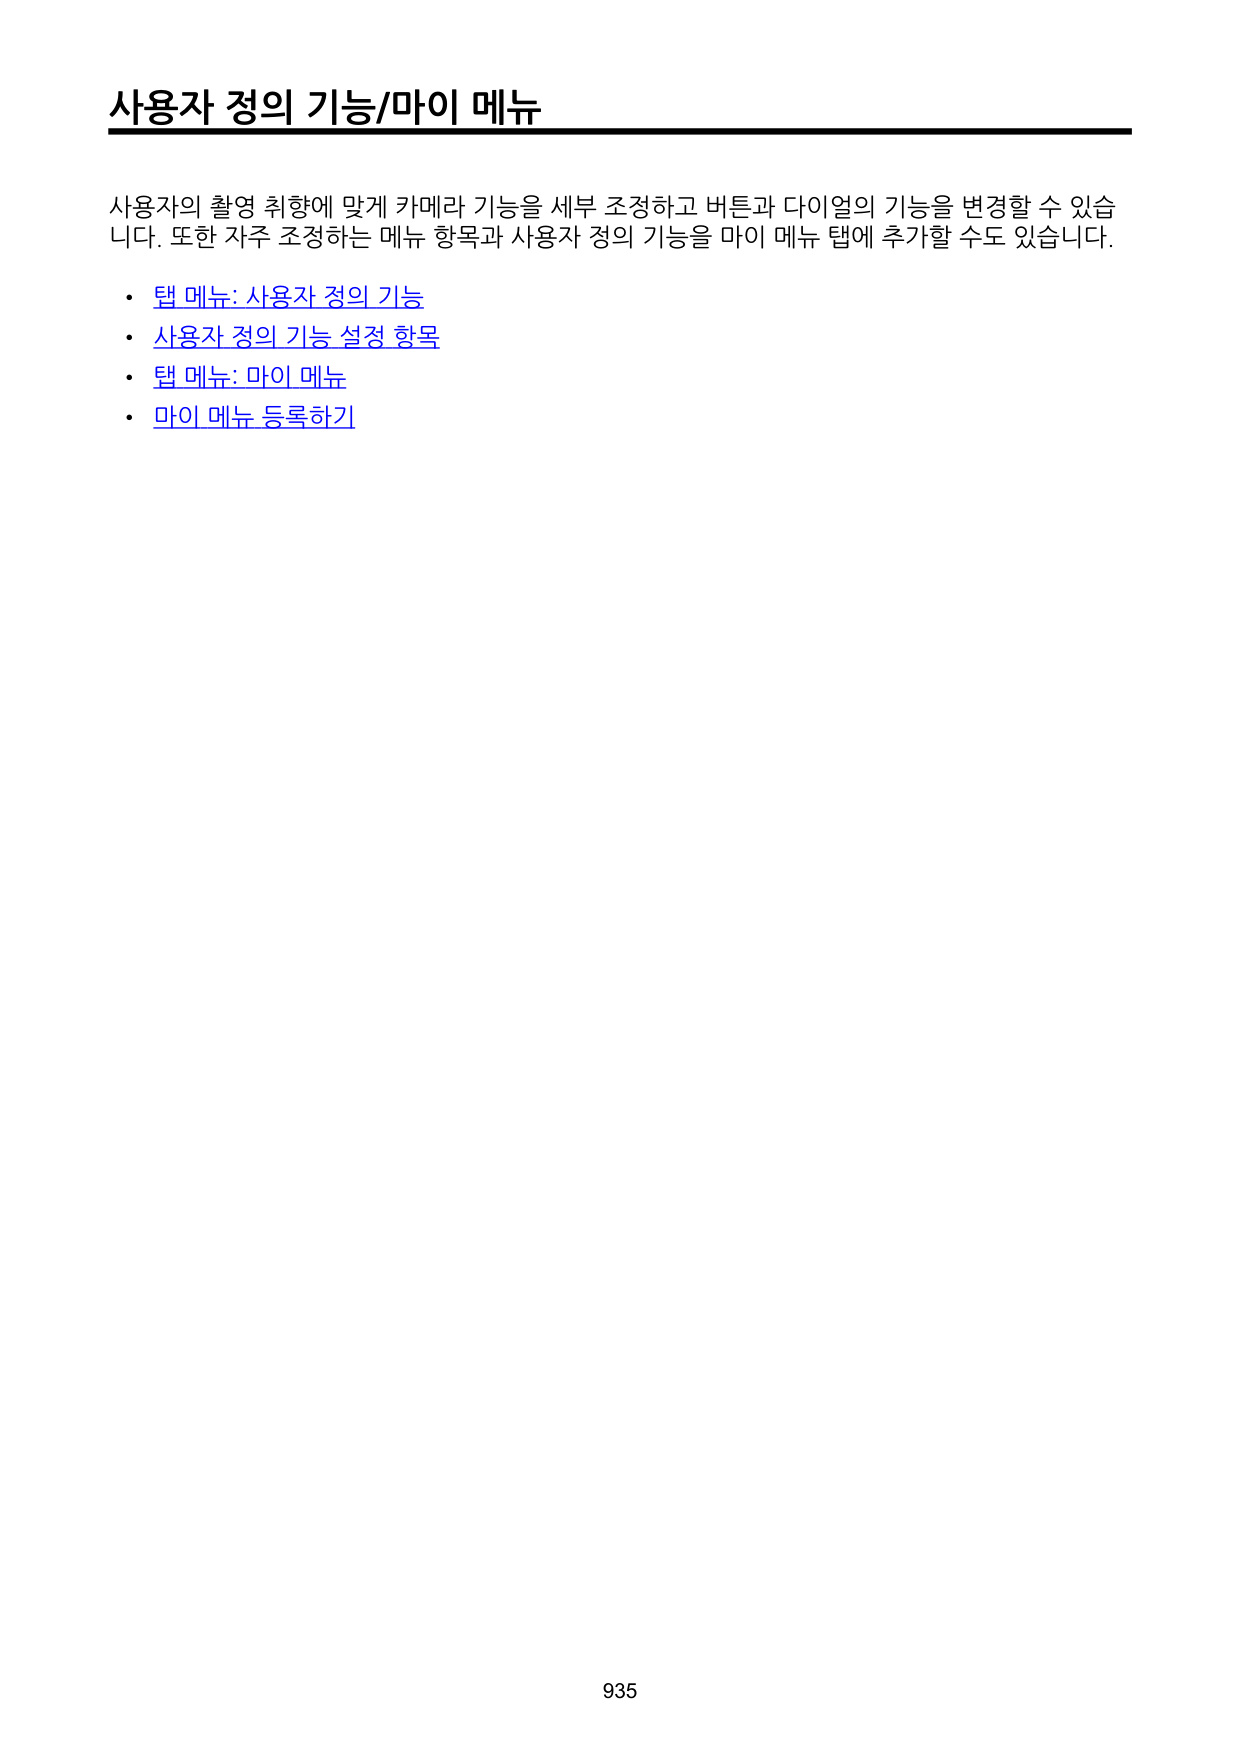 사용자 정의 기능/마이 메뉴
사용자의 촬영 취향에 맞게 카메라 기능을 세부 조정하고 버튼과 다이얼의 기능을 변경할 수 있습
니다. 또한 자주 조정하는 메뉴 항목과 사용자 정의 기능을 마이 메뉴 탭에 추가할 수도 있습니다.
• 탭 메뉴: 사용자 정의 기능
• 사용자 정의 기능 설정 항목
• 탭 메뉴: 마이 메뉴
• 마이 메뉴 등록하기
935